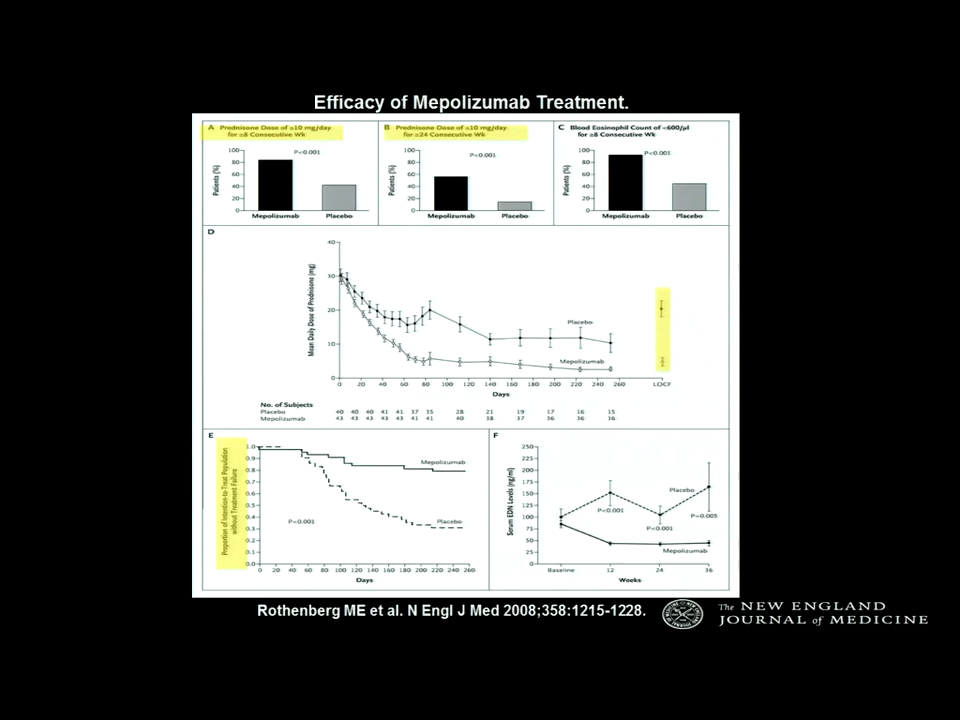 Efficacy of Mepolizumab Treatment.
A Prednisone Dose of ≤10 mg/day
for ≥8 Consecutive Wk
B Prednisone Dose of ≤10 mg/day
for ≥24 Consecutive Wk
C Blood Eosinophil Count of <600/μl
for ≥8 Consecutive Wk
Patients (%)
100
80
60
40
20
0
P<0.001
Mepolizumab Placebo
Patients (%)
100
80
60
40
20
0
P<0.001
Mepolizumab Placebo
Patients (%)
100
80
60
40
20
0
P<0.001
Mepolizumab Placebo
D
Mean Daily Dose of Prednisone (mg)
40
30
20
10
0
Placebo
Mepolizumab
0 20 40 60 80 100 120 140 160 180 200 220 240 260 LOCF
Days
No. of Subjects
Placebo 40 40 40 41 41 37 35 28 21 19 17 16 15
Mepolizumab 43 43 43 43 43 41 41 40 38 37 36 36 36
E
Proportion of Intention-to-Treat Population
without Treatment Failure
1.0
0.9
0.8
0.7
0.6
0.5
0.4
0.3
0.2
0.1
0.0
Mepolizumab
P<0.001
Placebo
0 20 40 60 80 100 120 140 160 180 200 220 240 260
Days
F
Serum EDN Levels (ng/ml)
250
225
200
175
150
125
100
75
50
25
0
Placebo
P<0.001
P<0.001
P=0.005
Mepolizumab
Baseline 12 24 36
Weeks
Rothenberg ME et al. N Engl J Med 2008;358:1215-1228.
The NEW ENGLAND
JOURNAL of MEDICINE